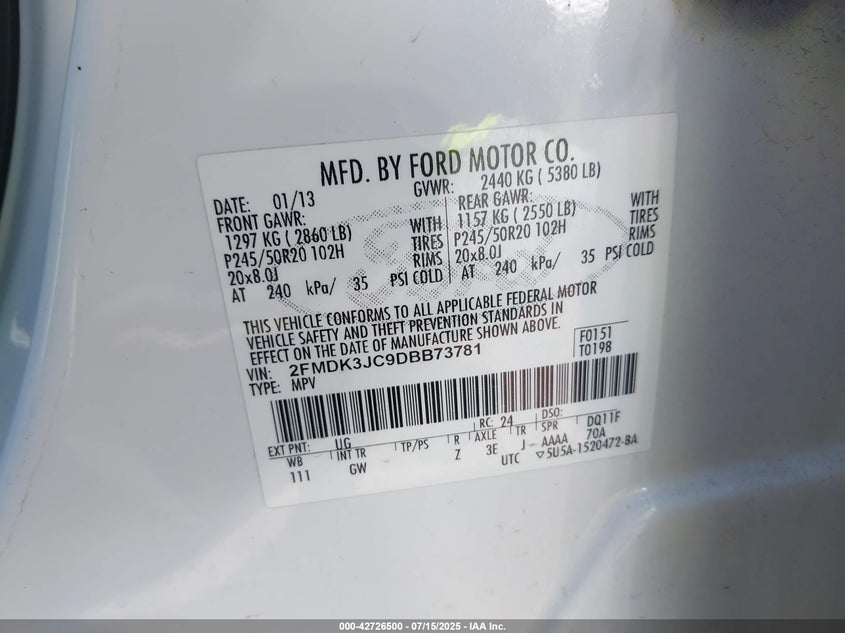 MFD. BY FORD MOTOR CO.
DATE: 01/13 GVWR: 2440 KG ( 5380 LB)
FRONT GAWR: WITH REAR GAWR: WITH
1297 KG ( 2860 LB) TIRES 1157 KG ( 2550 LB) TIRES
P245/50R20 102H RIMS P245/50R20 102H RIMS
20x8.0J 20x8.0J
AT 240 kPa/ 35 PSI COLD AT 240 kPa/ 35 PSI COLD
THIS VEHICLE CONFORMS TO ALL APPLICABLE FEDERAL MOTOR
VEHICLE SAFETY AND THEFT PREVENTION STANDARDS IN
EFFECT ON THE DATE OF MANUFACTURE SHOWN ABOVE.
VIN: 2FMDK3JC9DBB73781 F0151
TYPE: MPV T0198
EXT PNT: UG RC: 24 DSO: DQ11F
WB INT TR TP/PS R AXLE TR SPR 70A
111 GW Z 3E J- AAAA
UTC ▽5U5A-1520472-BA
000-42726500 - 07/15/2025 - IAA Inc.